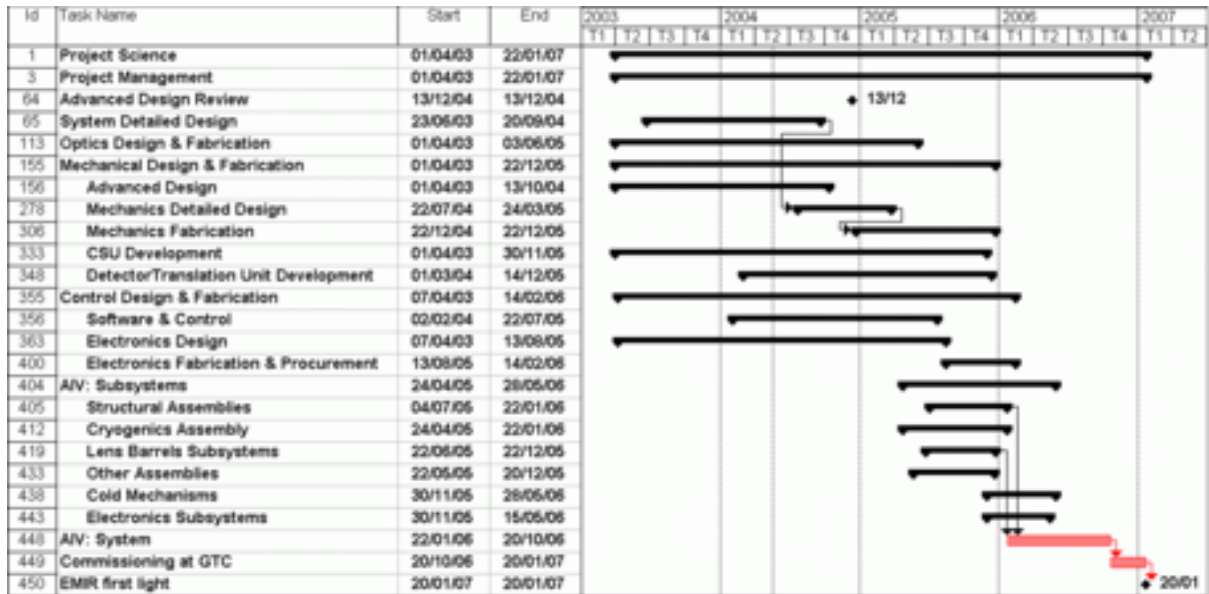 Id Task Name Start End 2003 2004 2005 2006 2007
T1 T2 T3 T4 T1 T2 T3 T4 T1 T2 T3 T4 T1 T2 T3 T4 T1 T2
1 Project Science 01/04/03 22/01/07
3 Project Management 01/04/03 22/01/07
64 Advanced Design Review 13/12/04 13/12/04 13/12
65 System Detailed Design 23/06/03 20/09/04
113 Optics Design & Fabrication 01/04/03 03/06/05
155 Mechanical Design & Fabrication 01/04/03 22/12/05
156 Advanced Design 01/04/03 13/10/04
278 Mechanics Detailed Design 22/07/04 24/03/05
306 Mechanics Fabrication 22/12/04 22/12/05
333 CSU Development 01/04/03 30/11/05
348 DetectorTranslation Unit Development 01/03/04 14/12/05
355 Control Design & Fabrication 07/04/03 14/02/06
356 Software & Control 02/02/04 22/07/05
363 Electronics Design 07/04/03 13/08/05
400 Electronics Fabrication & Procurement 13/08/05 14/02/06
404 AIV: Subsystems 24/04/05 28/05/06
405 Structural Assemblies 04/07/05 22/01/06
412 Cryogenics Assembly 24/04/05 22/01/06
419 Lens Barrels Subsystems 22/06/05 22/12/05
433 Other Assemblies 22/05/05 20/12/05
438 Cold Mechanisms 30/11/05 28/05/06
443 Electronics Subsystems 30/11/05 15/05/06
448 AIV: System 22/01/06 20/10/06
449 Commissioning at GTC 20/10/06 20/01/07
450 EMIR first light 20/01/07 20/01/07 20/01